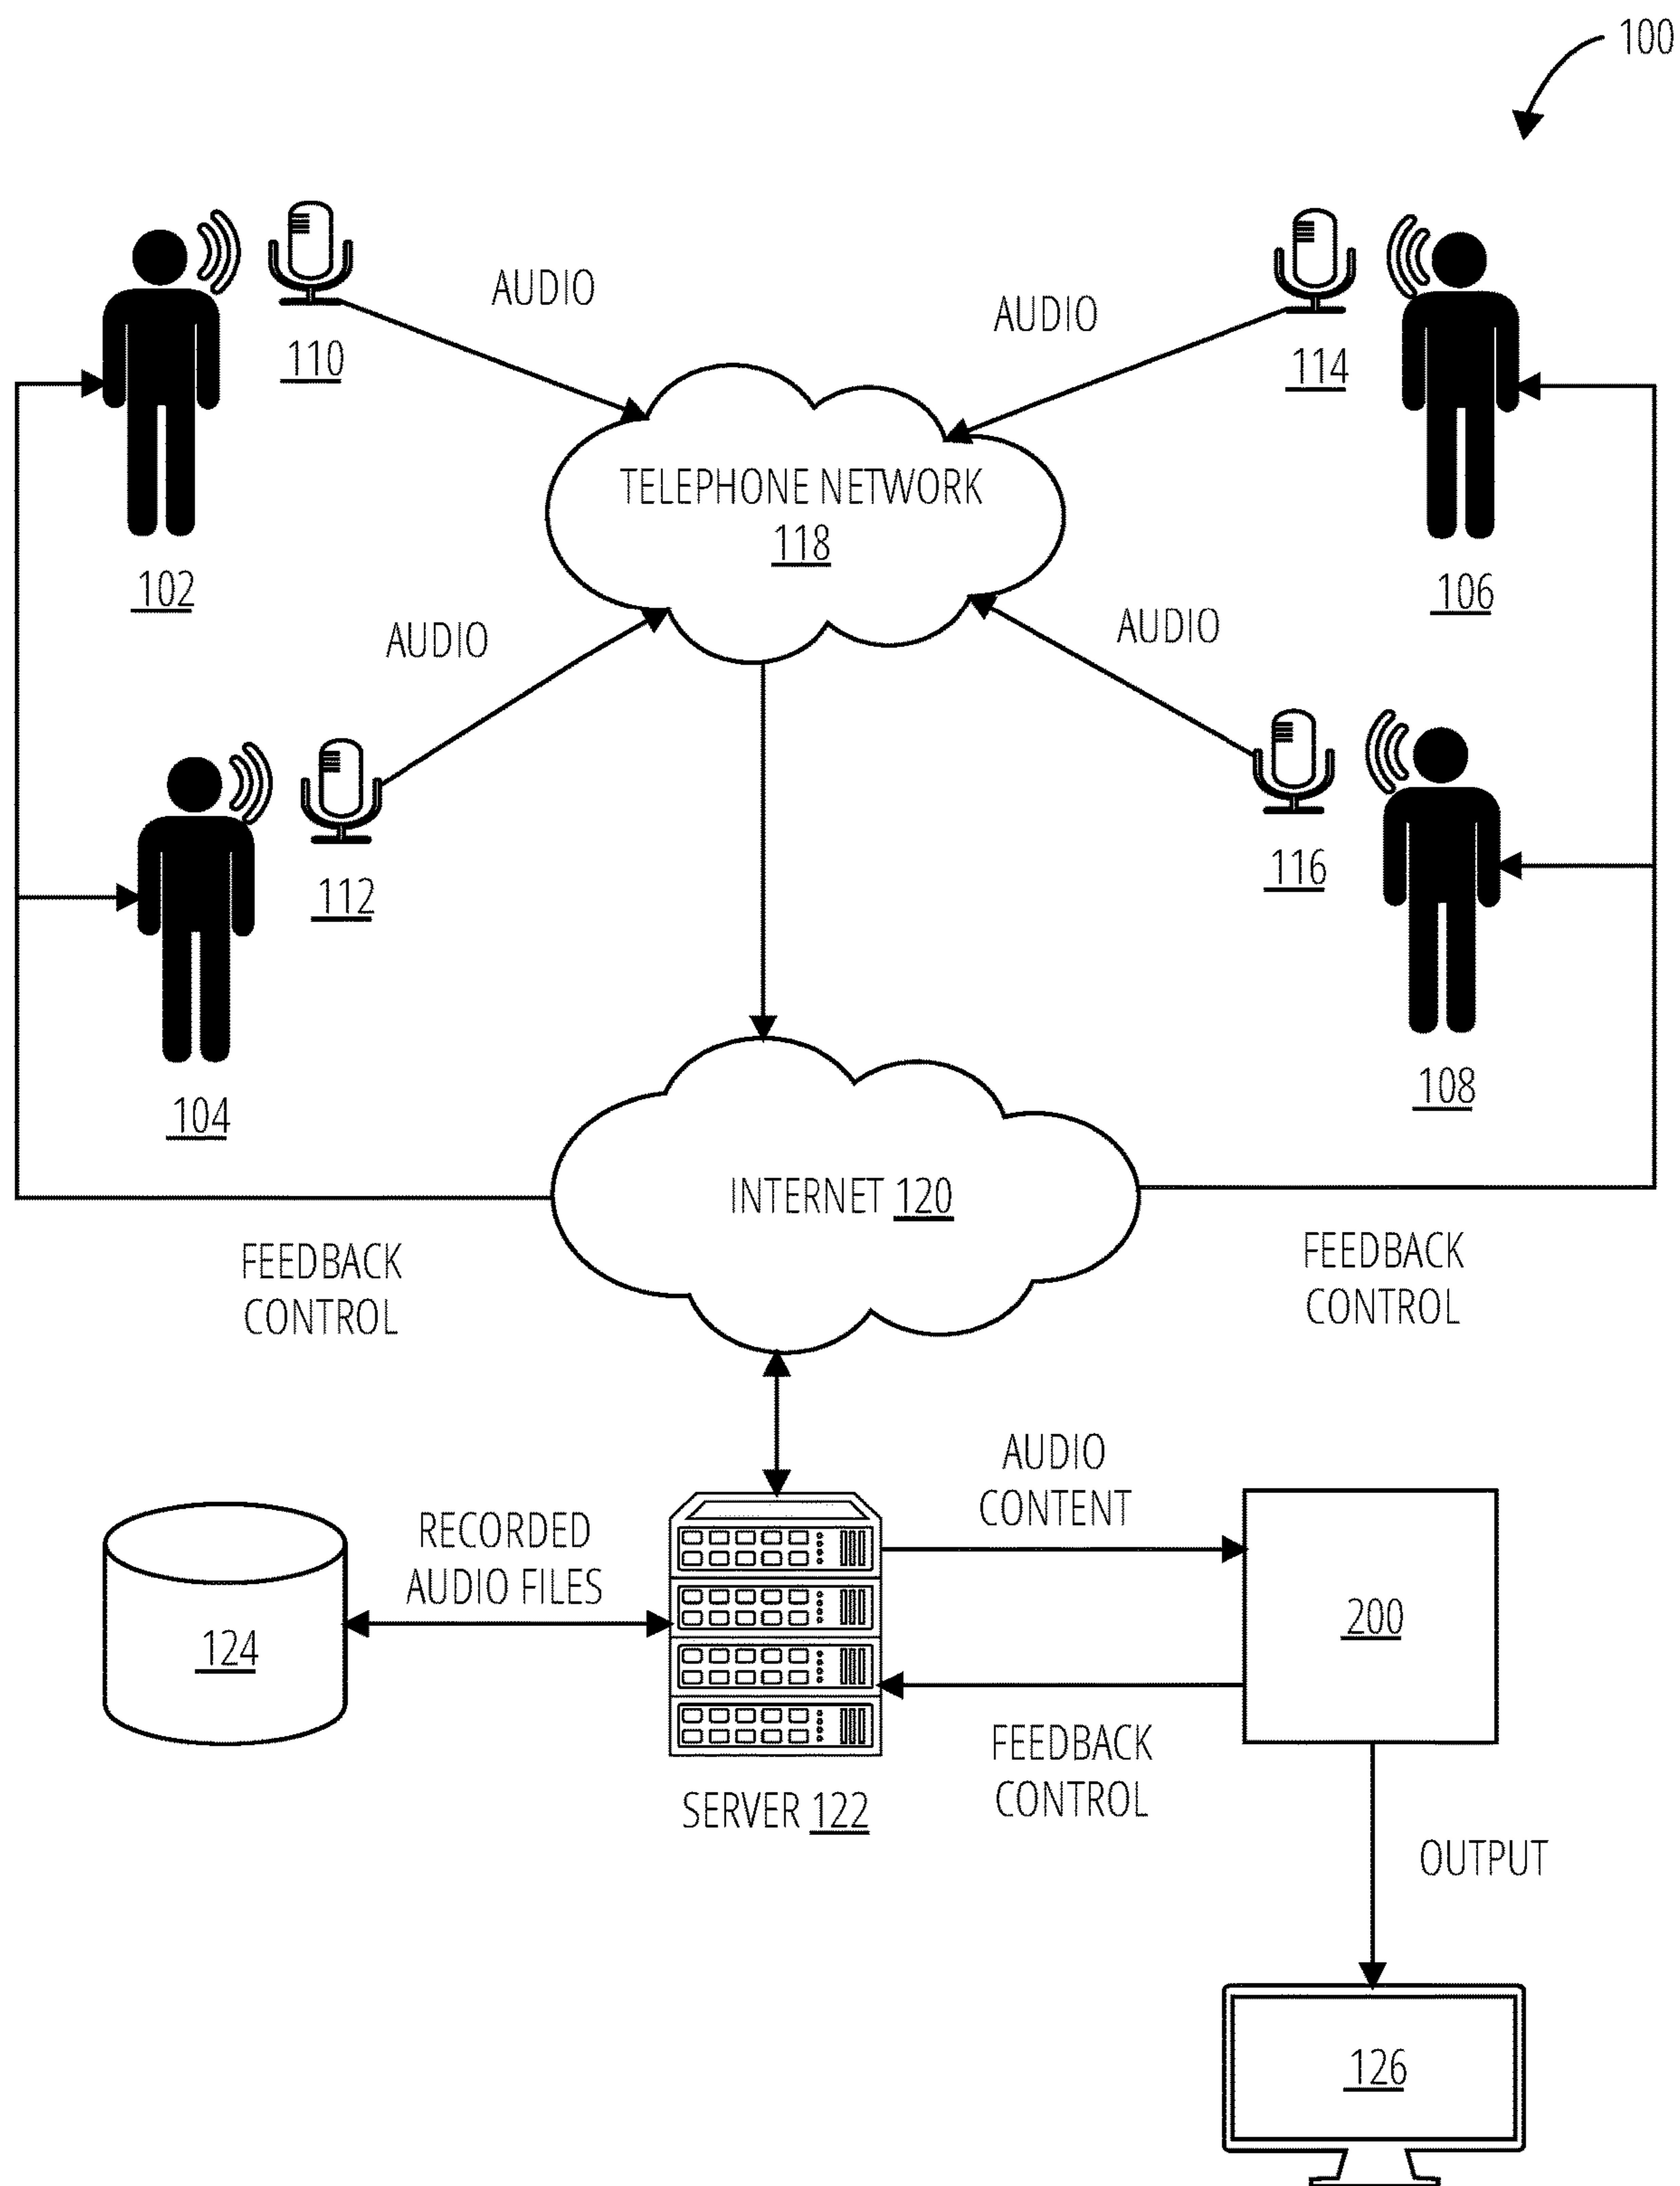 100
AUDIO
AUDIO
110
114
TELEPHONE NETWORK
118
102
106
AUDIO
AUDIO
112
116
104
108
INTERNET 120
FEEDBACK
CONTROL
FEEDBACK
CONTROL
AUDIO
CONTENT
RECORDED
AUDIO FILES
124
200
FEEDBACK
CONTROL
SERVER 122
OUTPUT
126